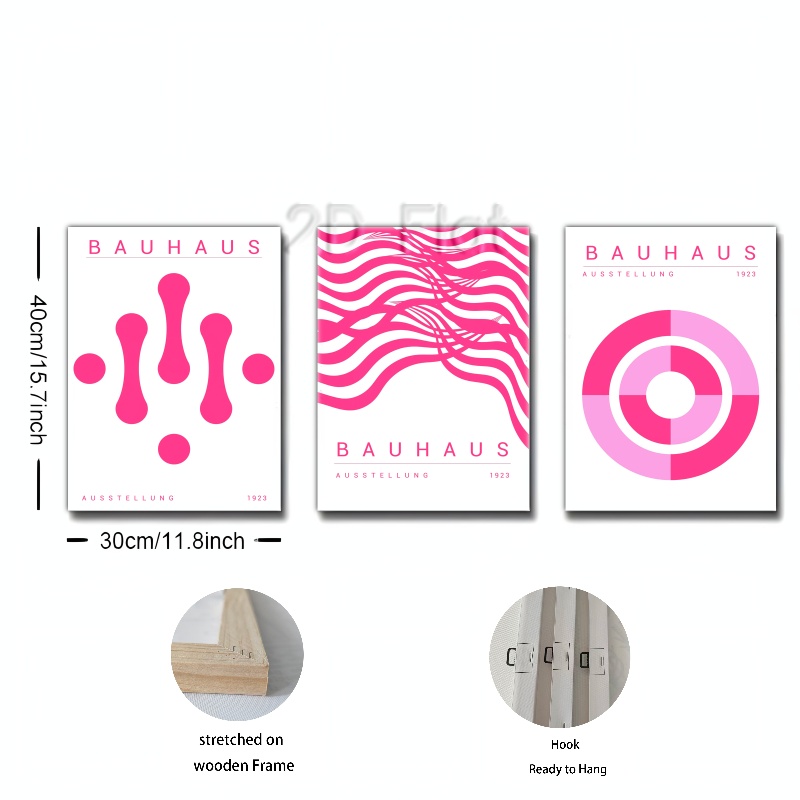 2D Flat
BAUHAUS
AUSSTELLUNG 1923
BAUHAUS
AUSSTELLUNG 1923
BAUHAUS
AUSSTELLUNG 1923
40cm/15.7inch
30cm/11.8inch
stretched on
wooden Frame
Hook
Ready to Hang